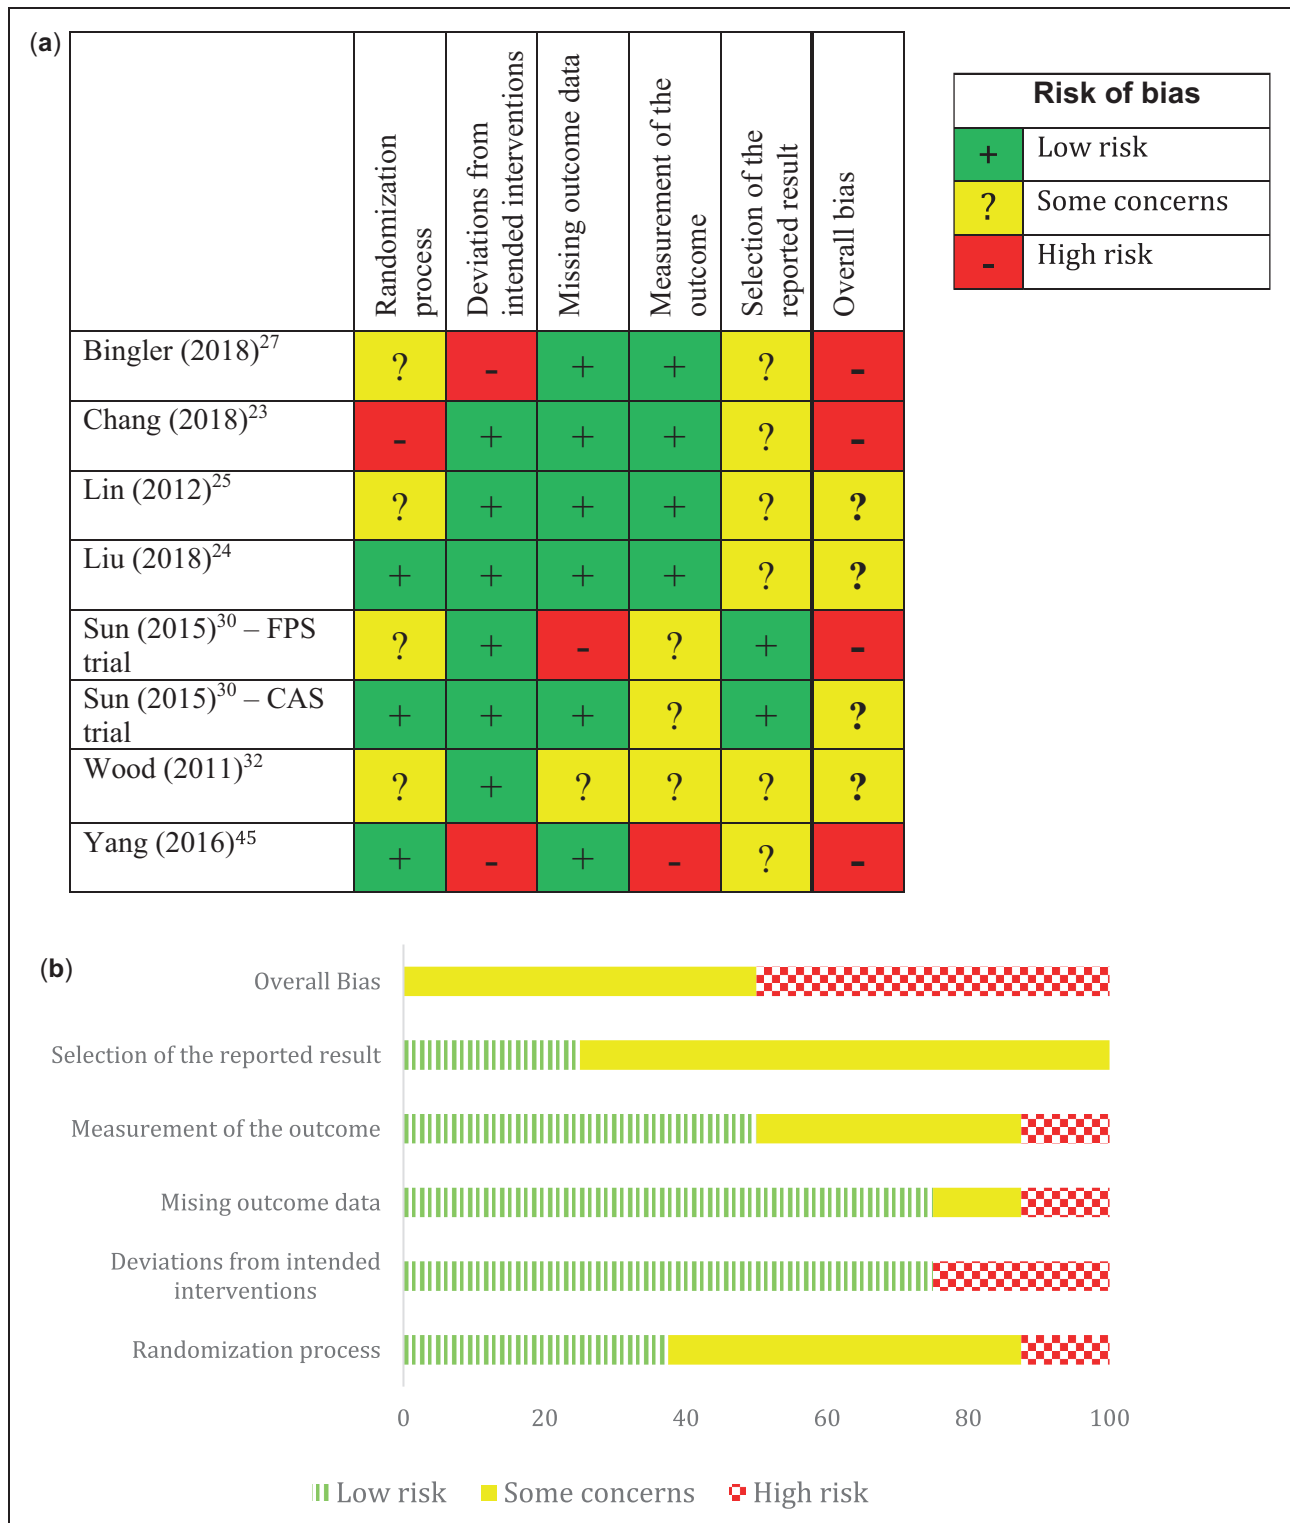 (a)
Randomization
process
Deviations from
intended interventions
Missing outcome data
Measurement of the
outcome
Selection of the
reported result
Overall bias
Risk of bias
+ Low risk
? Some concerns
- High risk
Bingler (2018)27 ? - + + ? -
Chang (2018)23 - + + + ? -
Lin (2012)25 ? + + + ? ?
Liu (2018)24 + + + + ? ?
Sun (2015)30 – FPS
trial ? + - ? + -
Sun (2015)30 – CAS
trial + + + ? + ?
Wood (2011)32 ? + ? ? ? ?
Yang (2016)45 + - + - ? -
(b)
Overall Bias
Selection of the reported result
Measurement of the outcome
Mising outcome data
Deviations from intended
interventions
Randomization process
0 20 40 60 80 100
Low risk Some concerns High risk